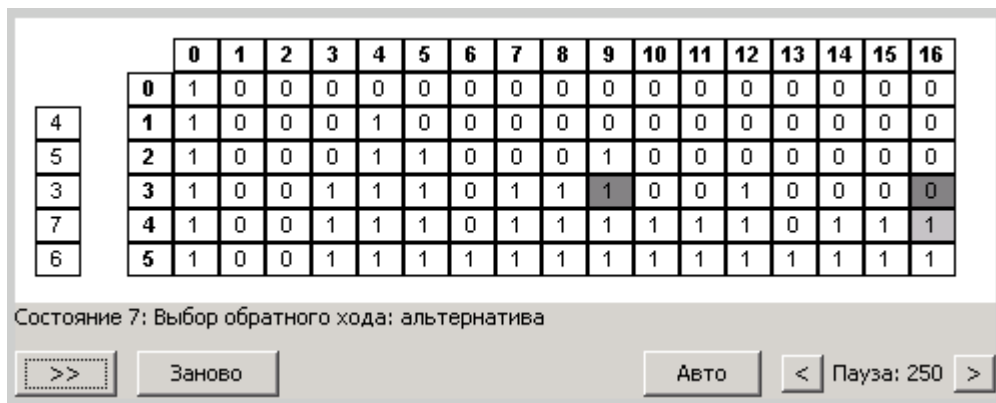 0 1 2 3 4 5 6 7 8 9 10 11 12 13 14 15 16
0 1 0 0 0 0 0 0 0 0 0 0 0 0 0 0 0 0
4 1 1 0 0 0 1 0 0 0 0 0 0 0 0 0 0 0 0
5 2 1 0 0 0 1 1 0 0 0 1 0 0 0 0 0 0 0
3 3 1 0 0 1 1 1 0 1 1 1 0 0 1 0 0 0 0
7 4 1 0 0 1 1 1 0 1 1 1 1 1 1 0 1 1 1
6 5 1 0 0 1 1 1 1 1 1 1 1 1 1 1 1 1 1
Состояние 7: Выбор обратного хода: альтернатива
>> Заново Авто < Пауза: 250 >